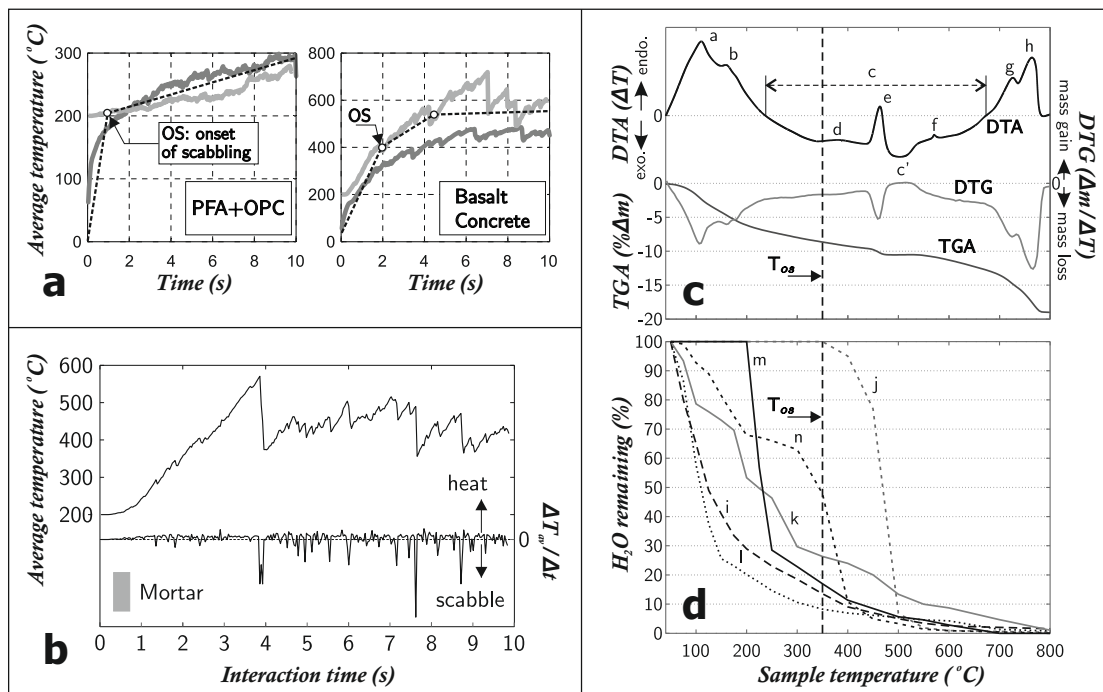 Average temperature (°C)
300
200
100
0
0 2 4 6 8 10
Time (s)
OS: onset
of scabbling
PFA+OPC
800
600
400
200
0
0 2 4 6 8 10
Time (s)
OS
Basalt
Concrete
a
Average temperature (°C)
600
500
400
300
200
0 1 2 3 4 5 6 7 8 9 10
Interaction time (s)
heat
0
scabble
ΔT av/Δt
Mortar
b
DTA (ΔT)
exo. endo.
0
a
b
c
d
e
c'
f
g
h
DTA
DTG
TGA
Tos
TGA (%Δm)
0
-5
-10
-15
-20
DTG (Δm/ΔT)
mass loss mass gain
0
c
H2O remaining (%)
100
90
80
70
60
50
40
30
20
10
0
m
j
n
i
k
l
Tos
100 200 300 400 500 600 700 800
Sample temperature (°C)
d